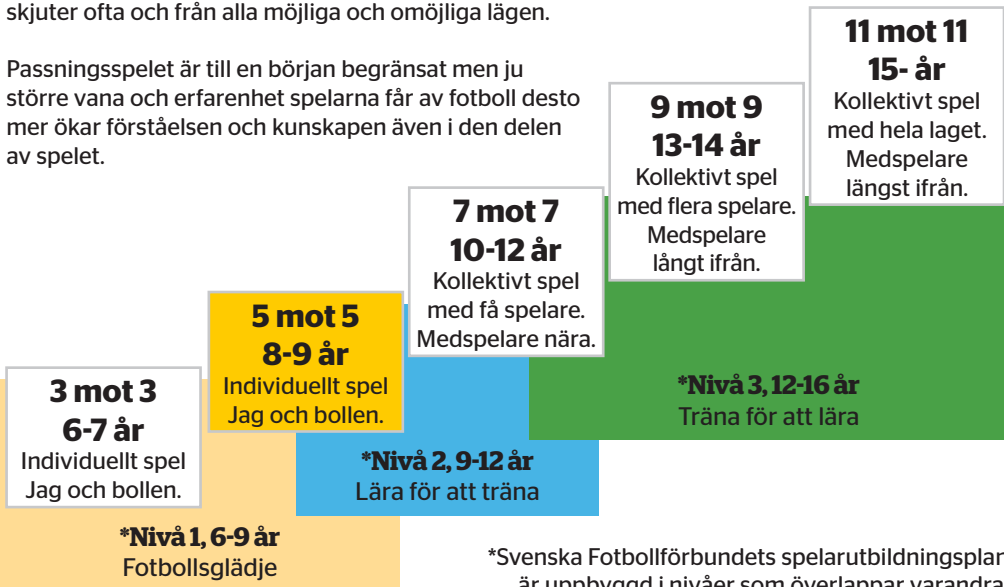 skjuter ofta och från alla möjliga och omöjliga lägen.
Passningsspelet är till en början begränsat men ju
större vana och erfarenhet spelarna får av fotboll desto
mer ökar förståelsen och kunskapen även i den delen
av spelet.
3 mot 3
6-7 år
Individuellt spel
Jag och bollen.
5 mot 5
8-9 år
Individuellt spel
Jag och bollen.
7 mot 7
10-12 år
Kollektivt spel
med få spelare.
Medspelare nära.
9 mot 9
13-14 år
Kollektivt spel
med flera spelare.
Medspelare
långt ifrån.
11 mot 11
15- år
Kollektivt spel
med hela laget.
Medspelare
längst ifrån.
*Nivå 1, 6-9 år
Fotbollsglädje
*Nivå 2, 9-12 år
Lära för att träna
*Nivå 3, 12-16 år
Träna för att lära
*Svenska Fotbollförbundets spelarutbildningsplan
är uppbyggd i nivåer som överlappar varandra